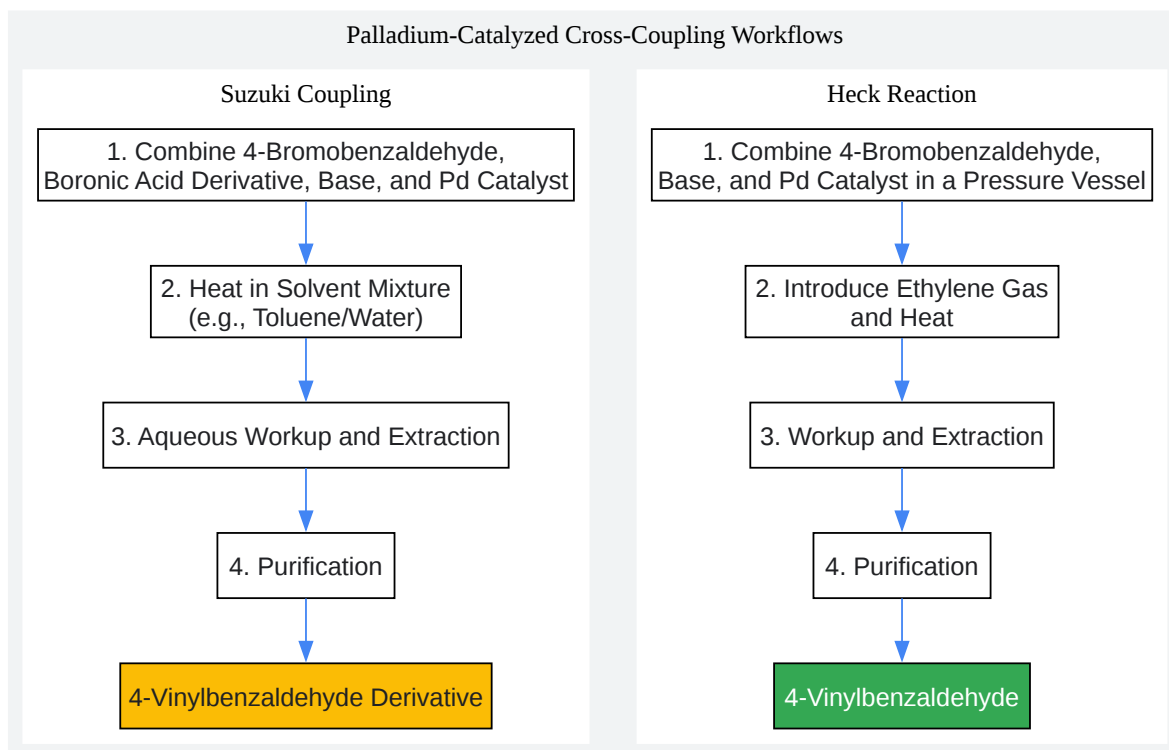 Palladium-Catalyzed Cross-Coupling Workflows
Suzuki Coupling
1. Combine 4-Bromobenzaldehyde,
Boronic Acid Derivative, Base, and Pd Catalyst
2. Heat in Solvent Mixture
(e.g., Toluene/Water)
3. Aqueous Workup and Extraction
4. Purification
4-Vinylbenzaldehyde Derivative
Heck Reaction
1. Combine 4-Bromobenzaldehyde,
Base, and Pd Catalyst in a Pressure Vessel
2. Introduce Ethylene Gas
and Heat
3. Workup and Extraction
4. Purification
4-Vinylbenzaldehyde